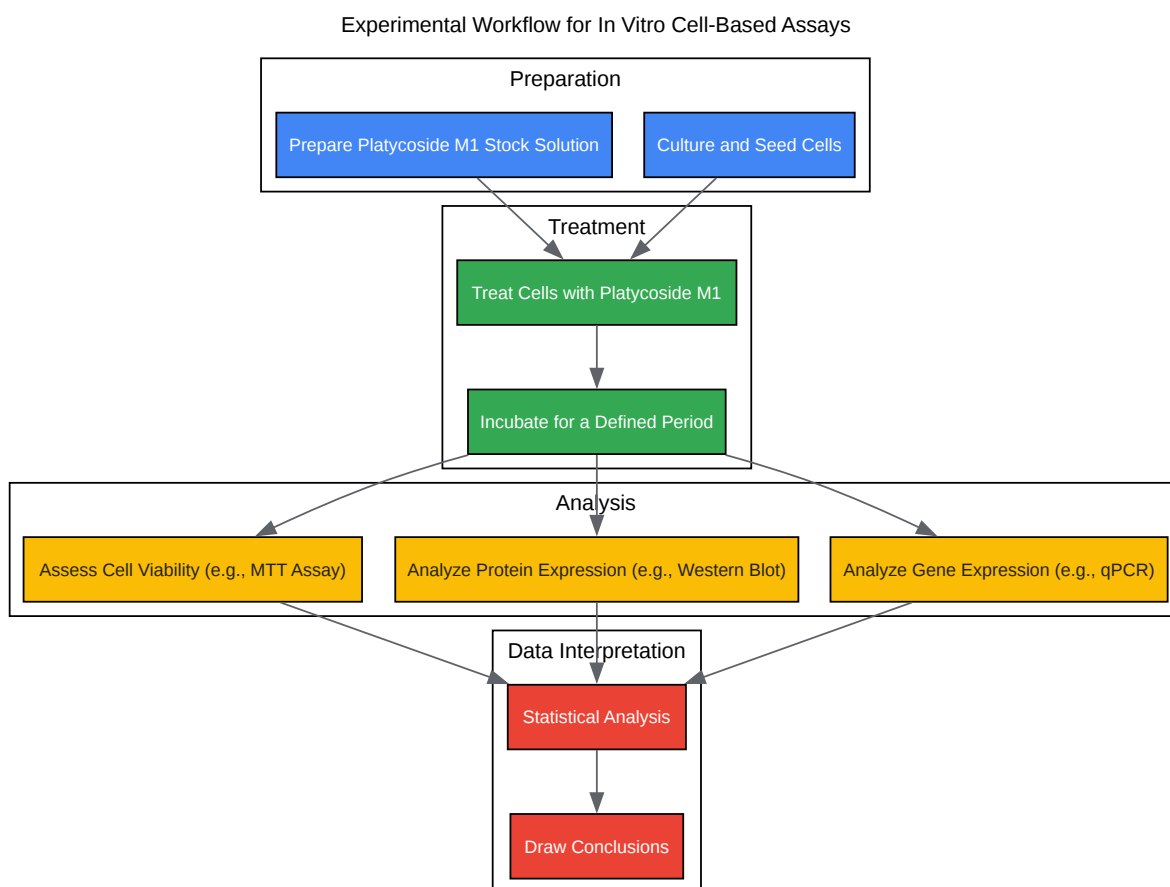 Experimental Workflow for In Vitro Cell-Based Assays
Preparation
Prepare Platycoside M1 Stock Solution
Culture and Seed Cells
Treatment
Treat Cells with Platycoside M1
Incubate for a Defined Period
Analysis
Assess Cell Viability (e.g., MTT Assay)
Analyze Protein Expression (e.g., Western Blot)
Analyze Gene Expression (e.g., qPCR)
Data Interpretation
Statistical Analysis
Draw Conclusions